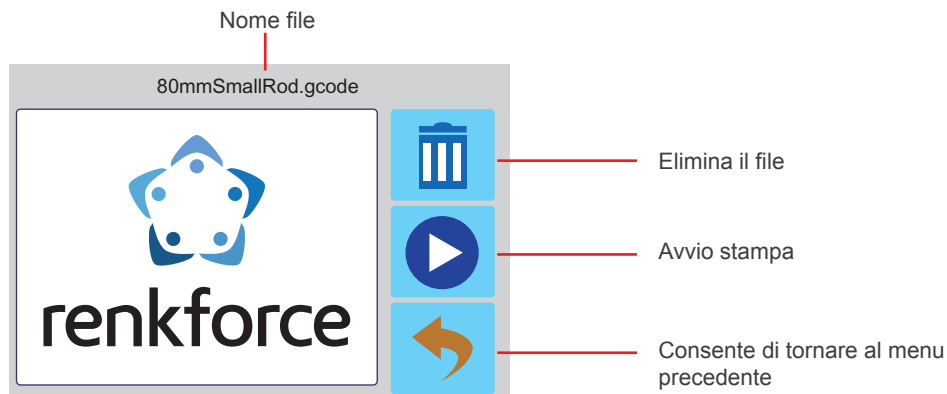 Nome file
80mmSmallRod.gcode
renkforce
Elimina il file
Avvio stampa
Consente di tornare al menu
precedente